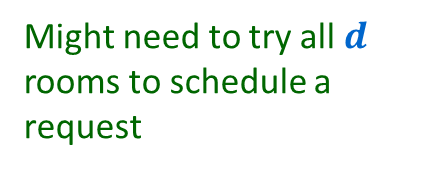 Might need to try all d
rooms to schedule a
request